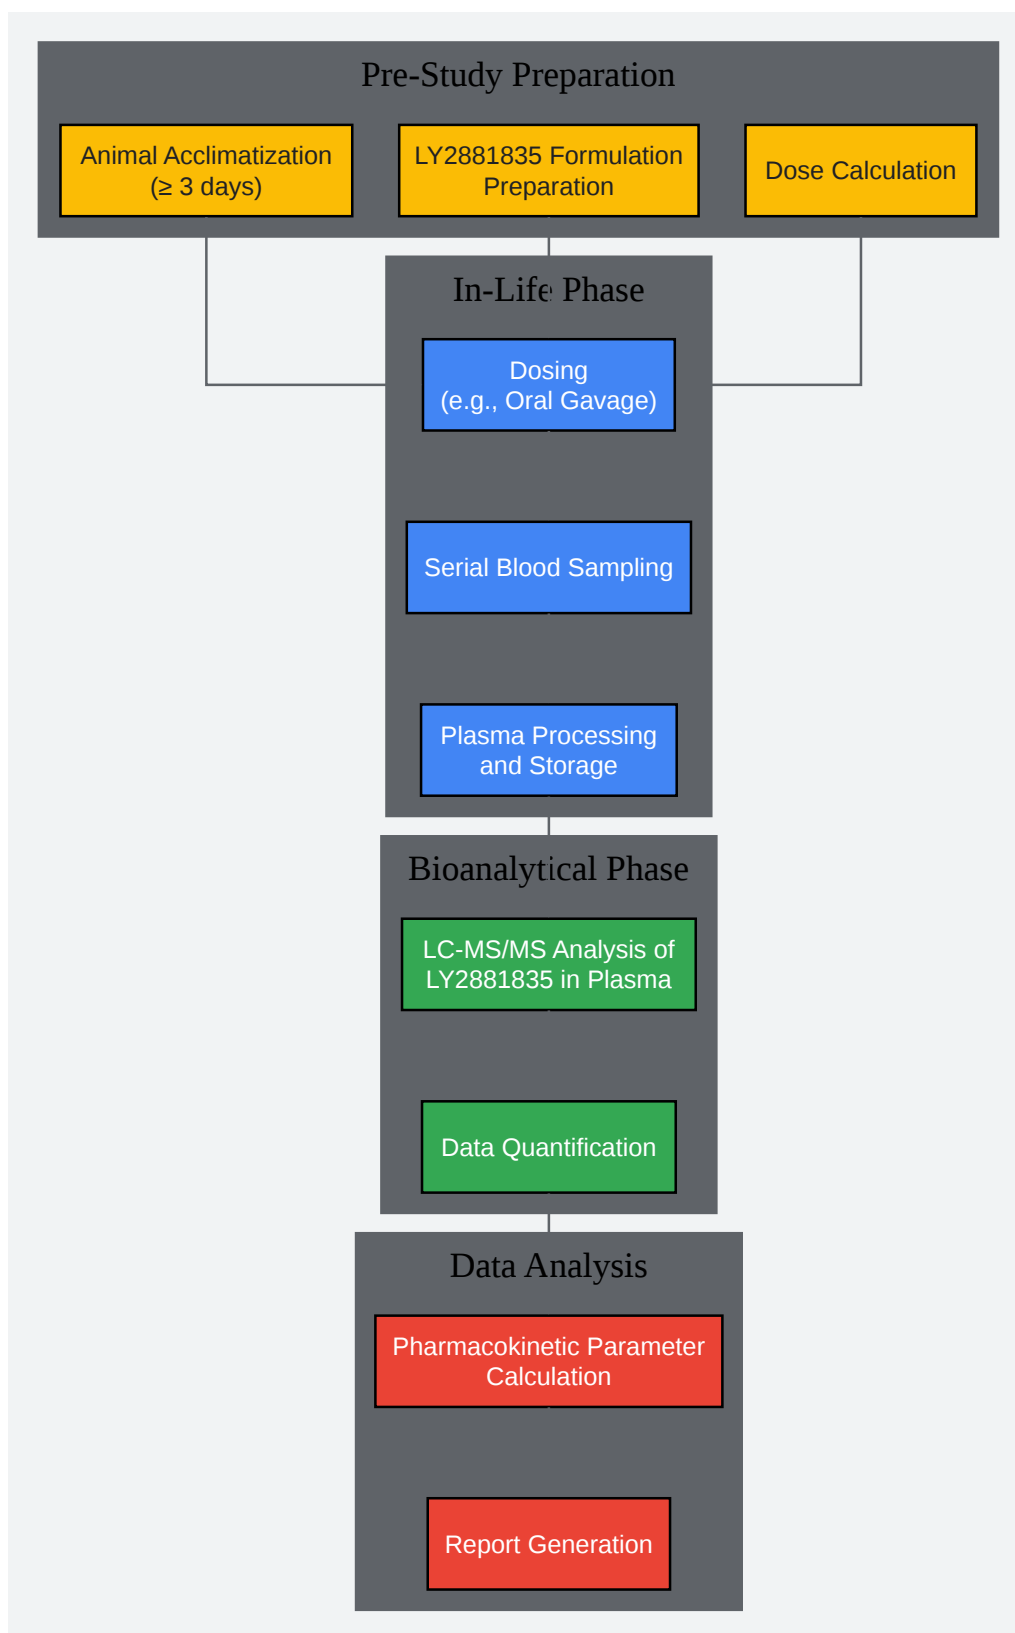 Pre-Study Preparation
Animal Acclimatization
(≥ 3 days)
LY2881835 Formulation
Preparation
Dose Calculation
In-Life Phase
Dosing
(e.g., Oral Gavage)
Serial Blood Sampling
Plasma Processing
and Storage
Bioanalytical Phase
LC-MS/MS Analysis of
LY2881835 in Plasma
Data Quantification
Data Analysis
Pharmacokinetic Parameter
Calculation
Report Generation